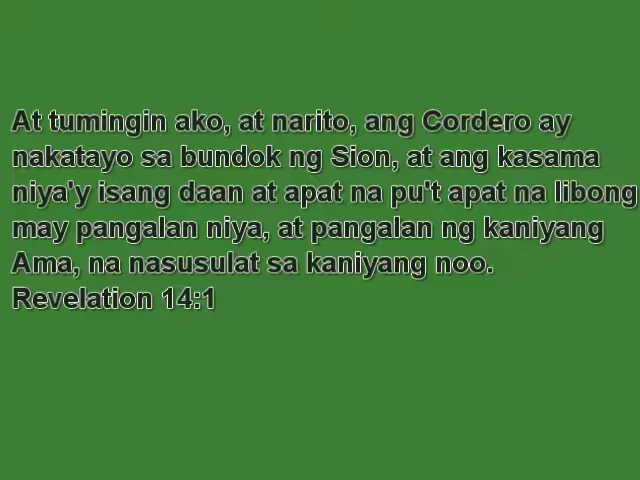 At tumingin ako, at narito, ang Cordero ay
nakatayo sa bundok ng Sion, at ang kasama
niya'y isang daan at apat na pu't apat na libong
may pangalan niya, at pangalan ng kaniyang
Ama, na nasusulat sa kaniyang noo.
Revelation 14:1